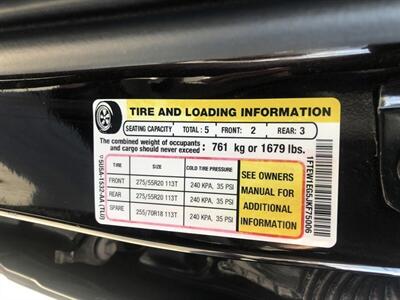 TIRE AND LOADING INFORMATION
SEATING CAPACITY TOTAL: 5 FRONT: 2 REAR: 3
The combined weight of occupants
and cargo should never exceed: 761 kg or 1679 lbs.
TIRE SIZE COLD TIRE PRESSURE
FRONT 275/55R20 113T 240 KPA, 35 PSI
REAR 275/55R20 113T 240 KPA, 35 PSI
SPARE 255/70R18 113T 240 KPA, 35 PSI
SEE OWNERS
MANUAL FOR
ADDITIONAL
INFORMATION
1FTEW1EG5JKF75006